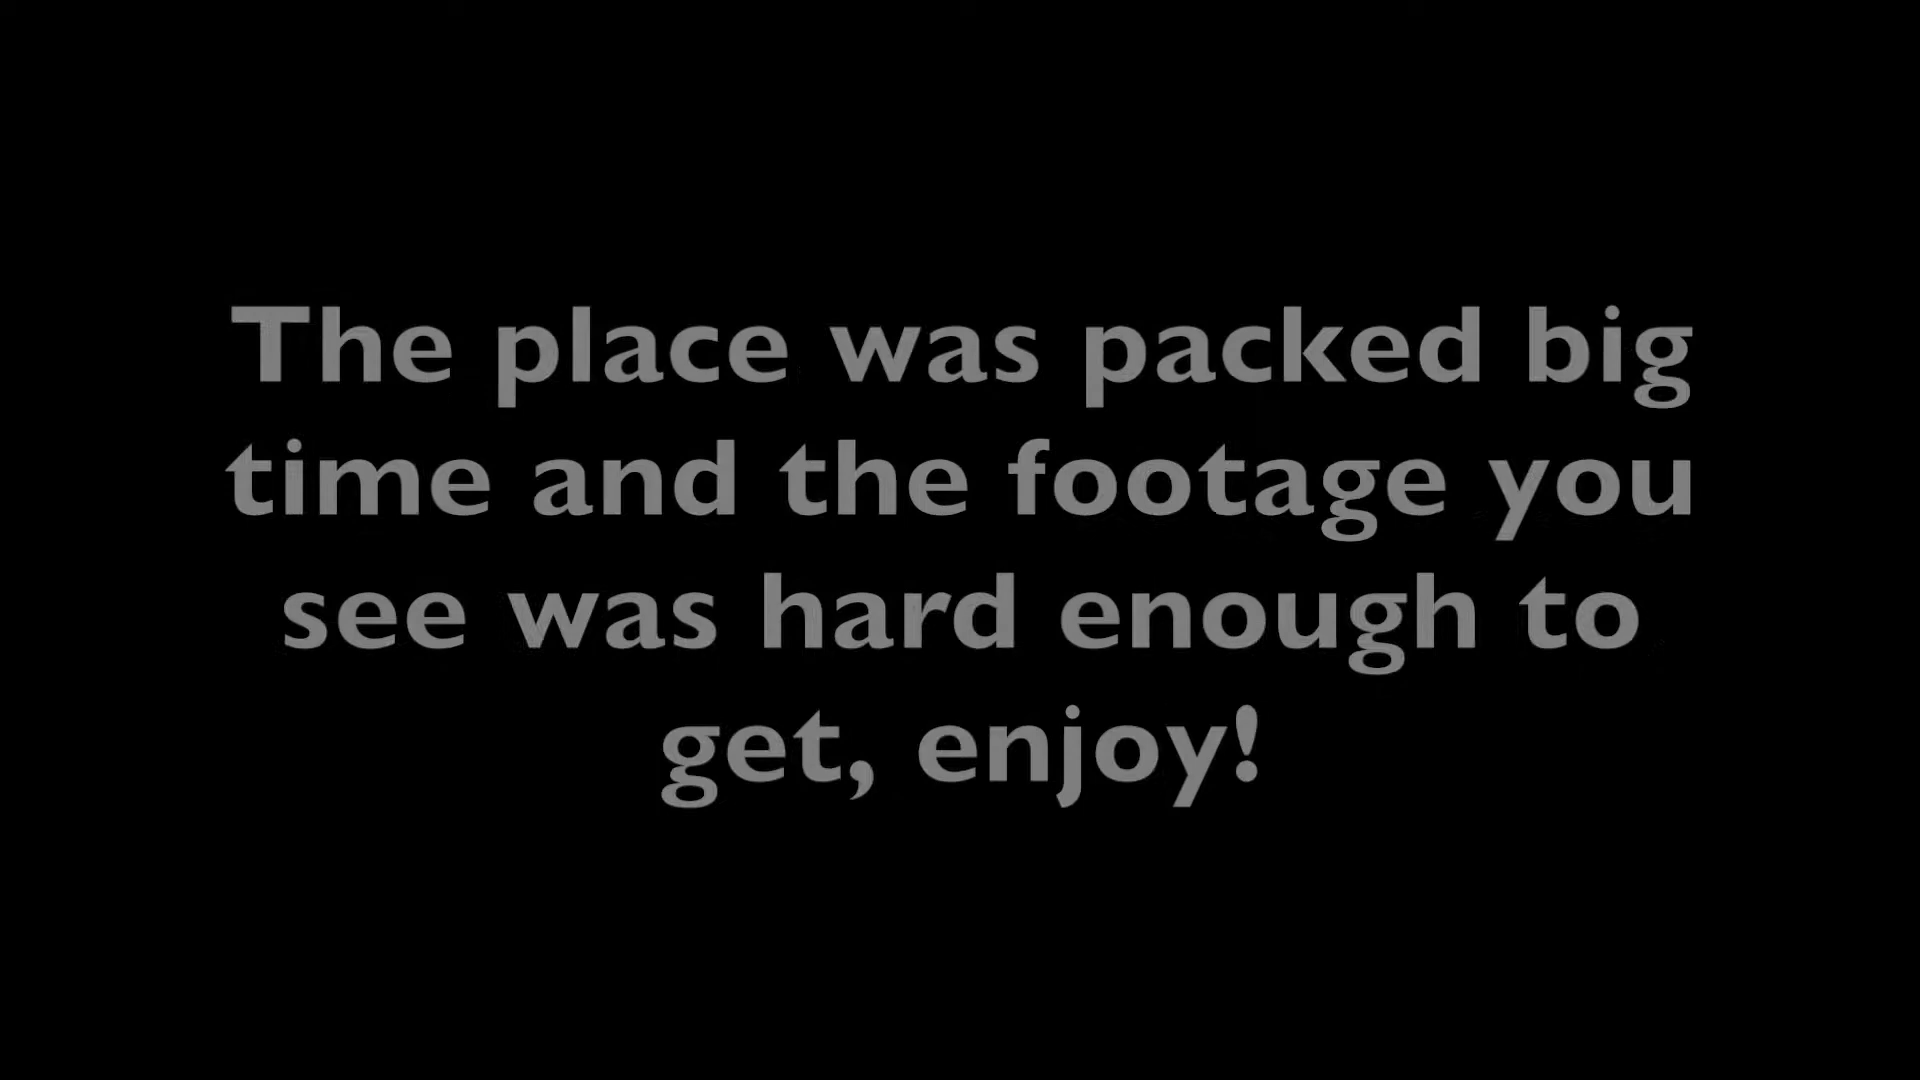 The place was packed big
time and the footage you
see was hard enough to
get, enjoy!